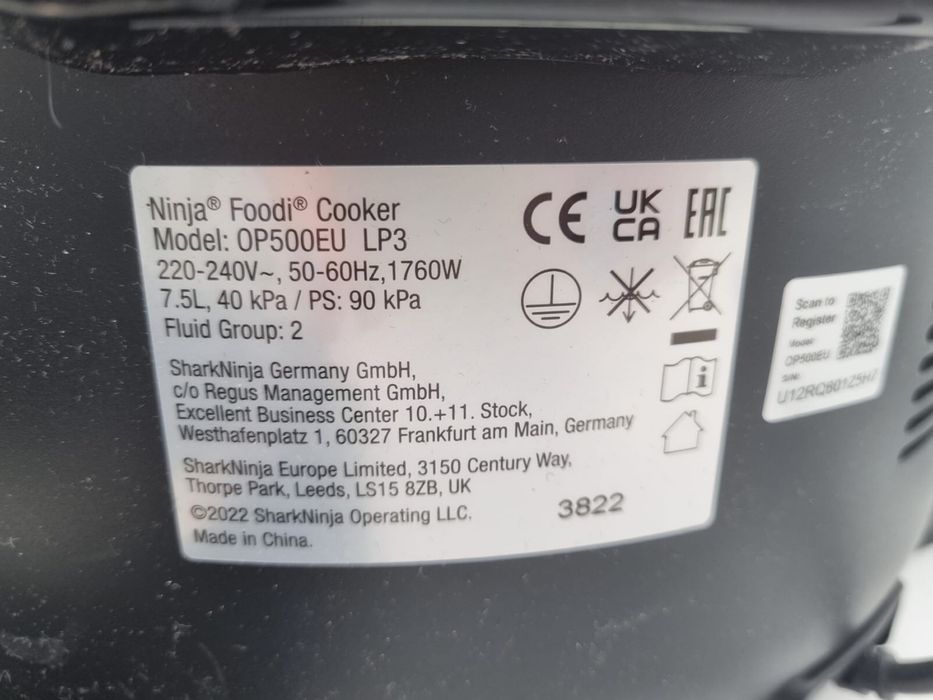 Ninja® Foodi® Cooker
Model: OP500EU LP3
220-240V~, 50-60Hz,1760W
7.5L, 40 kPa / PS: 90 kPa
Fluid Group: 2
CE UK
CA EAC
SharkNinja Germany GmbH,
c/o Regus Management GmbH,
Excellent Business Center 10.+11. Stock,
Westhafenplatz 1, 60327 Frankfurt am Main, Germany
SharkNinja Europe Limited, 3150 Century Way,
Thorpe Park, Leeds, LS15 8ZB, UK
©2022 SharkNinja Operating LLC.
Made in China.
3822
i
Scan to
Register
Model:
OP500EU
S/N: